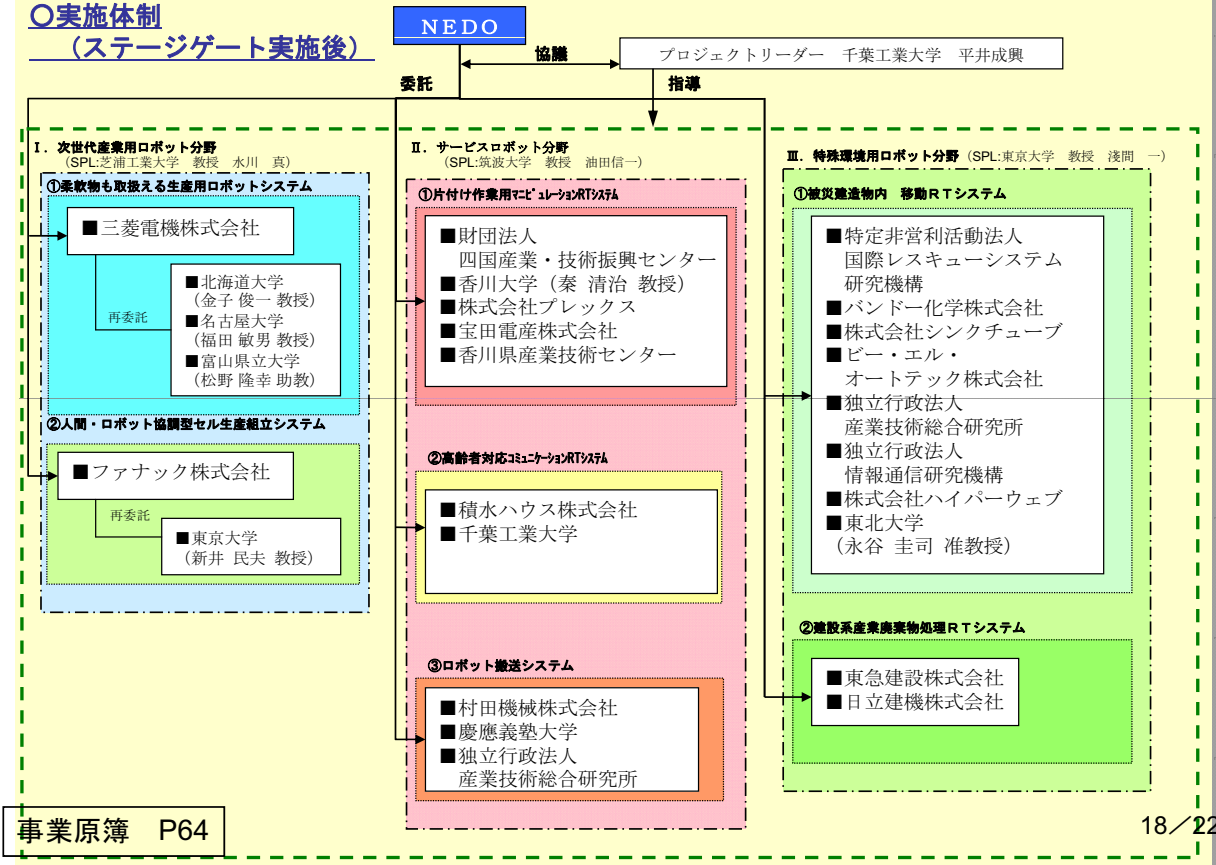 〇実施体制
（ステージゲート実施後）
NEDO
協議
プロジェクトリーダー　千葉工業大学　平井成興
委託
指導
Ⅰ．次世代産業用ロボット分野
(SPL:芝浦工業大学　教授　水川　真)
①柔軟物も取扱える生産用ロボットシステム
■三菱電機株式会社
再委託
■北海道大学
（金子 俊一 教授）
■名古屋大学
（福田 敏男 教授）
■富山県立大学
（松野 隆幸 助教）
②人間・ロボット協調型セル生産組立システム
■ファナック株式会社
再委託
■東京大学
（新井 民夫 教授）
Ⅱ．サービスロボット分野
(SPL:筑波大学　教授　油田信一)
①片付け作業用ﾏﾆﾋﾟｭﾚｰｼｮﾝRTｼｽﾃﾑ
■財団法人
四国産業・技術振興センター
■香川大学（秦 清治 教授）
■株式会社プレックス
■宝田電産株式会社
■香川県産業技術センター
②高齢者対応ｺﾐｭﾆｹｰｼｮﾝRTｼｽﾃﾑ
■積水ハウス株式会社
■千葉工業大学
③ロボット搬送システム
■村田機械株式会社
■慶應義塾大学
■独立行政法人
産業技術総合研究所
Ⅲ．特殊環境用ロボット分野（SPL:東京大学　教授　淺間　一）
①被災建造物内　移動ＲＴシステム
■特定非営利活動法人
国際レスキューシステム
研究機構
■バンドー化学株式会社
■株式会社シンクチューブ
■ビー・エル・
オートテック株式会社
■独立行政法人
産業技術総合研究所
■独立行政法人
情報通信研究機構
■株式会社ハイパーウェブ
■東北大学
（永谷 圭司 准教授）
②建設系産業廃棄物処理ＲＴシステム
■東急建設株式会社
■日立建機株式会社
事業原簿　P64
18／22